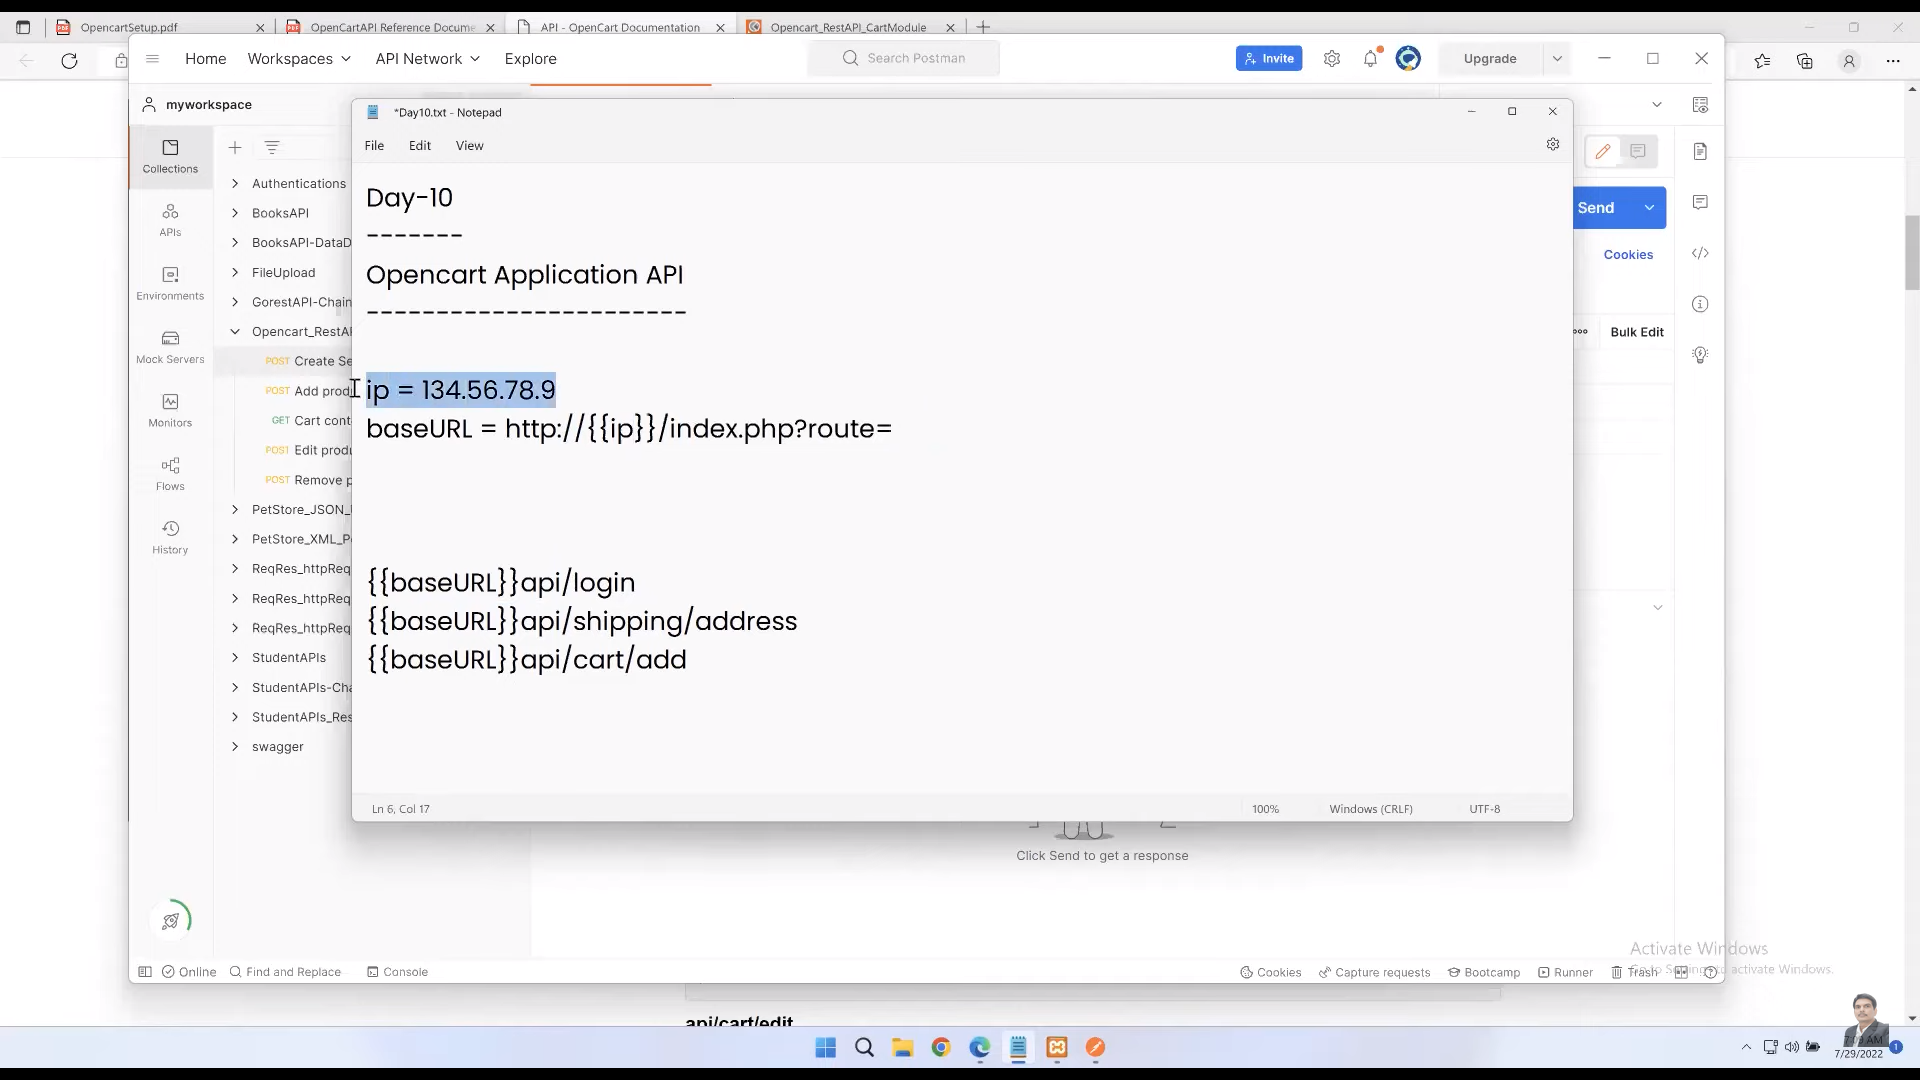 OpencartSetup.pdf
OpenCartAPI Reference Docume
API - OpenCart Documentation
Opencart_RestAPI_CartModule
Home
Workspaces
API Network
Explore
Search Postman
Invite
Upgrade
myworkspace
*Day10.txt - Notepad
File
Edit
View
Collections
APIs
Environments
Mock Servers
Monitors
Flows
History
Authentications
BooksAPI
BooksAPI-DataD
FileUpload
GorestAPI-Chain
Opencart_RestAP
POST Create Se
POST Add produ
GET Cart cont
POST Edit produ
POST Remove p
PetStore_JSON_
PetStore_XML_P
ReqRes_httpReq
ReqRes_httpReq
ReqRes_httpReq
StudentAPIs
StudentAPIs-Cha
StudentAPIs_Res
swagger
Day-10
-------
Opencart Application API
-----------------------
ip = 134.56.78.9
baseURL = http://{{ip}}/index.php?route=
{{baseURL}}api/login
{{baseURL}}api/shipping/address
{{baseURL}}api/cart/add
Ln 6, Col 17
100%
Windows (CRLF)
UTF-8
Send
Cookies
Bulk Edit
Click Send to get a response
Activate Windows
Go to Settings to activate Windows.
Online
Find and Replace
Console
Cookies
Capture requests
Bootcamp
Runner
Trash
api/cart/edit
7/29/2022
1